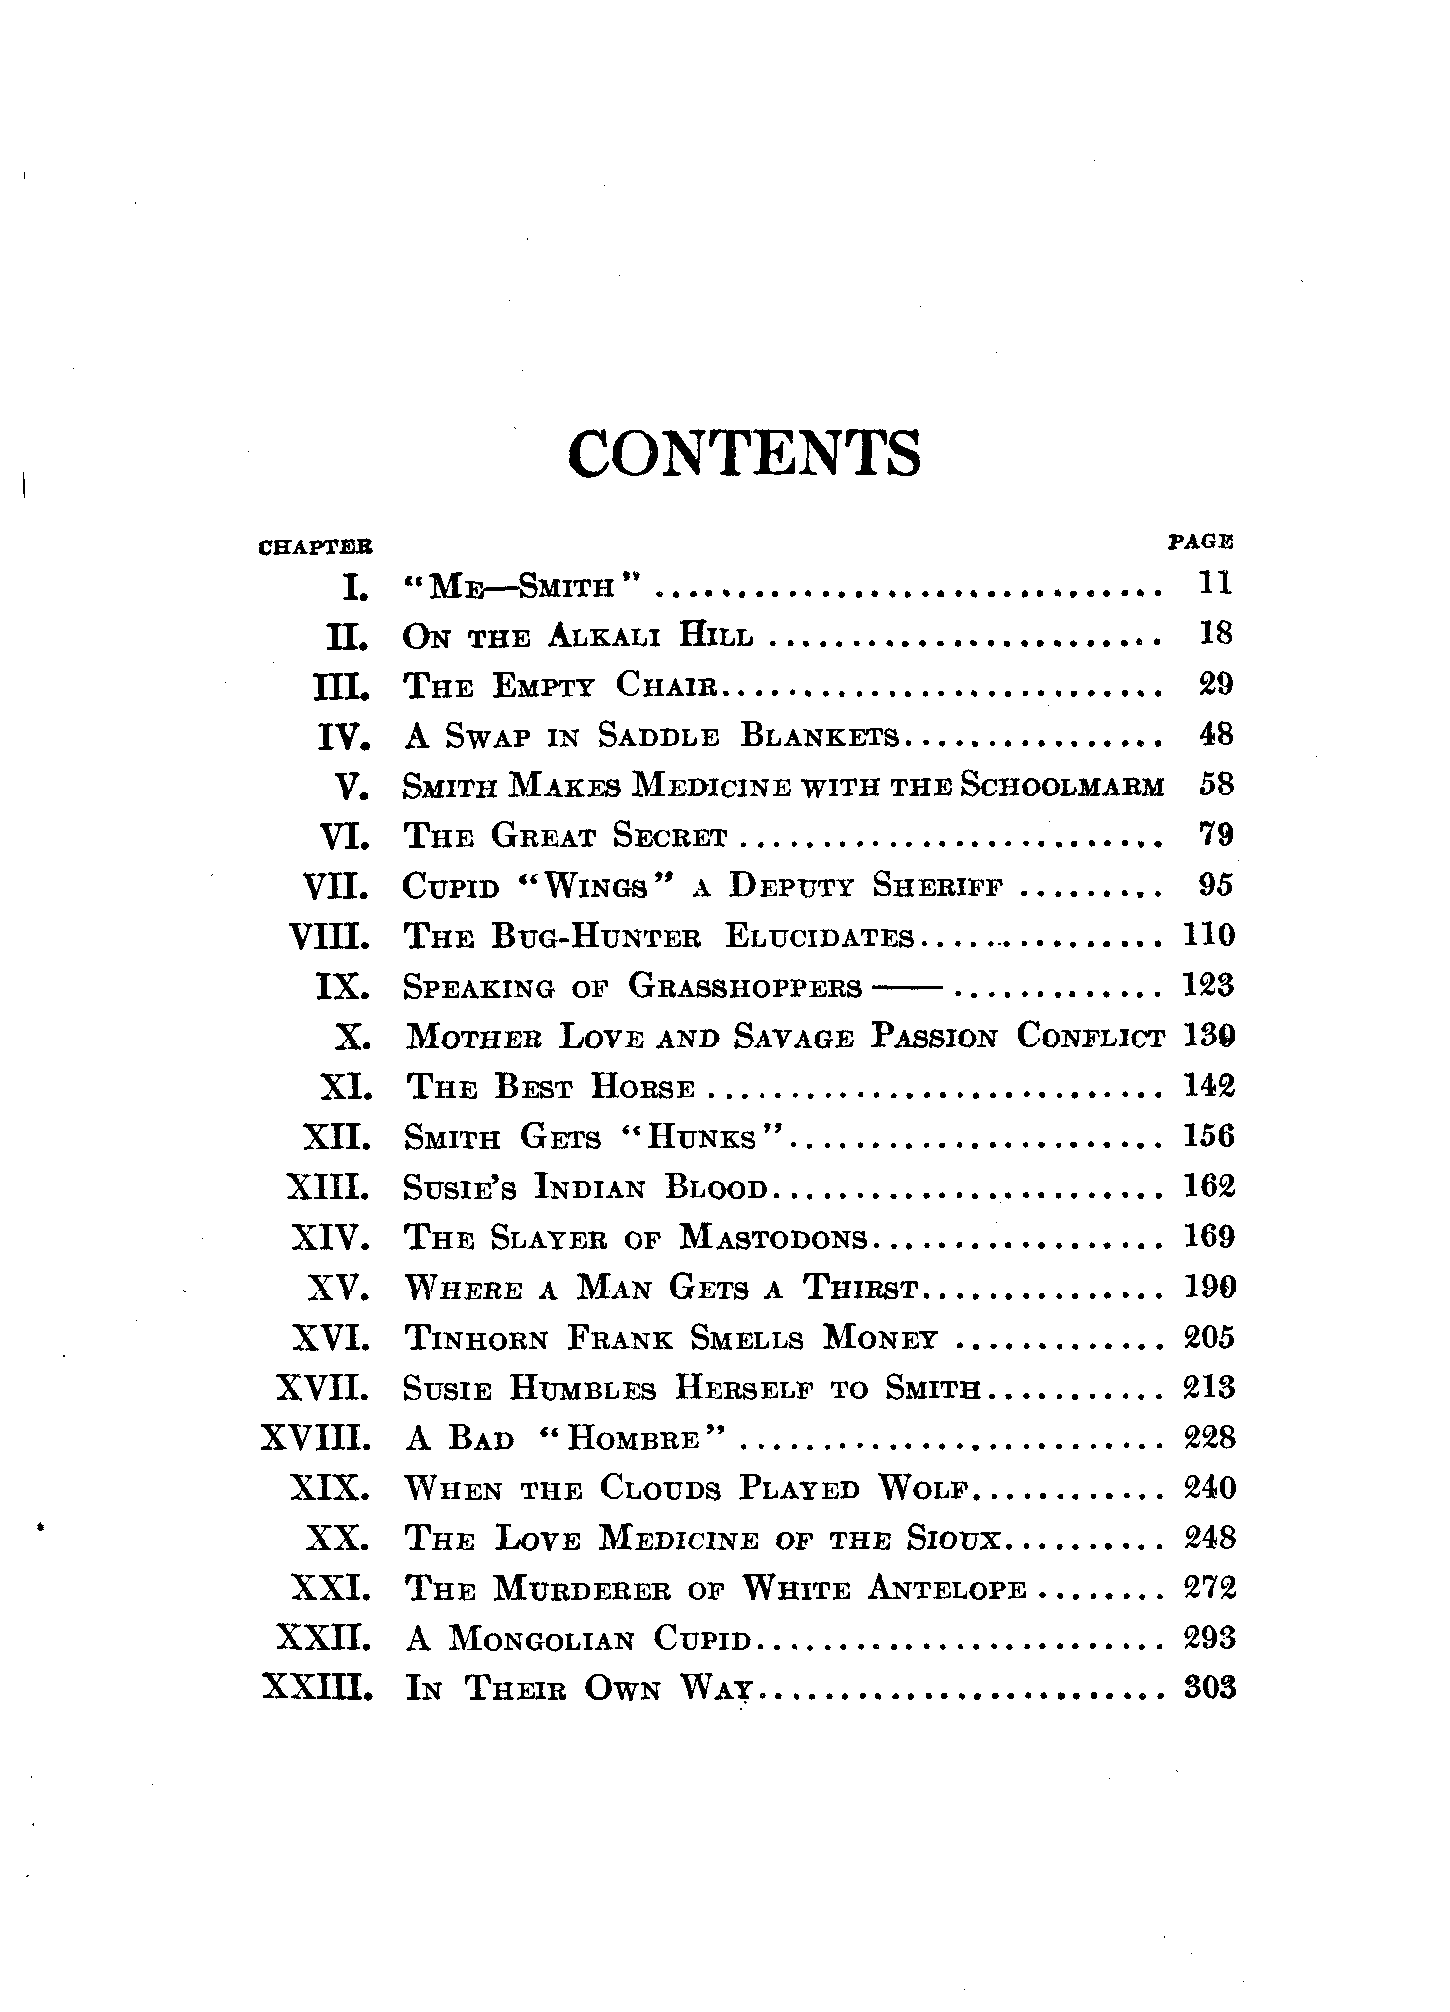 CONTENTS
CHAPTER PAGE
I. "Me—Smith" .............................. 11
II. On the Alkali Hill ........................ 18
III. The Empty Chair........................... 29
IV. A Swap in Saddle Blankets................ 48
V. Smith Makes Medicine with the Schoolmarm 58
VI. The Great Secret .......................... 79
VII. Cupid "Wings" a Deputy Sheriff ......... 95
VIII. The Bug-Hunter Elucidates............... 110
IX. Speaking of Grasshoppers —— ............. 123
X. Mother Love and Savage Passion Conflict 130
XI. The Best Horse ............................ 142
XII. Smith Gets "Hunks"....................... 156
XIII. Susie's Indian Blood........................ 162
XIV. The Slayer of Mastodons.................. 169
XV. Where a Man Gets a Thirst............... 190
XVI. Tinhorn Frank Smells Money ............. 205
XVII. Susie Humbles Herself to Smith........... 213
XVIII. A Bad "Hombre" .......................... 228
XIX. When the Clouds Played Wolf............ 240
XX. The Love Medicine of the Sioux.......... 248
XXI. The Murderer of White Antelope ........ 272
XXII. A Mongolian Cupid......................... 293
XXIII. In Their Own Way......................... 303